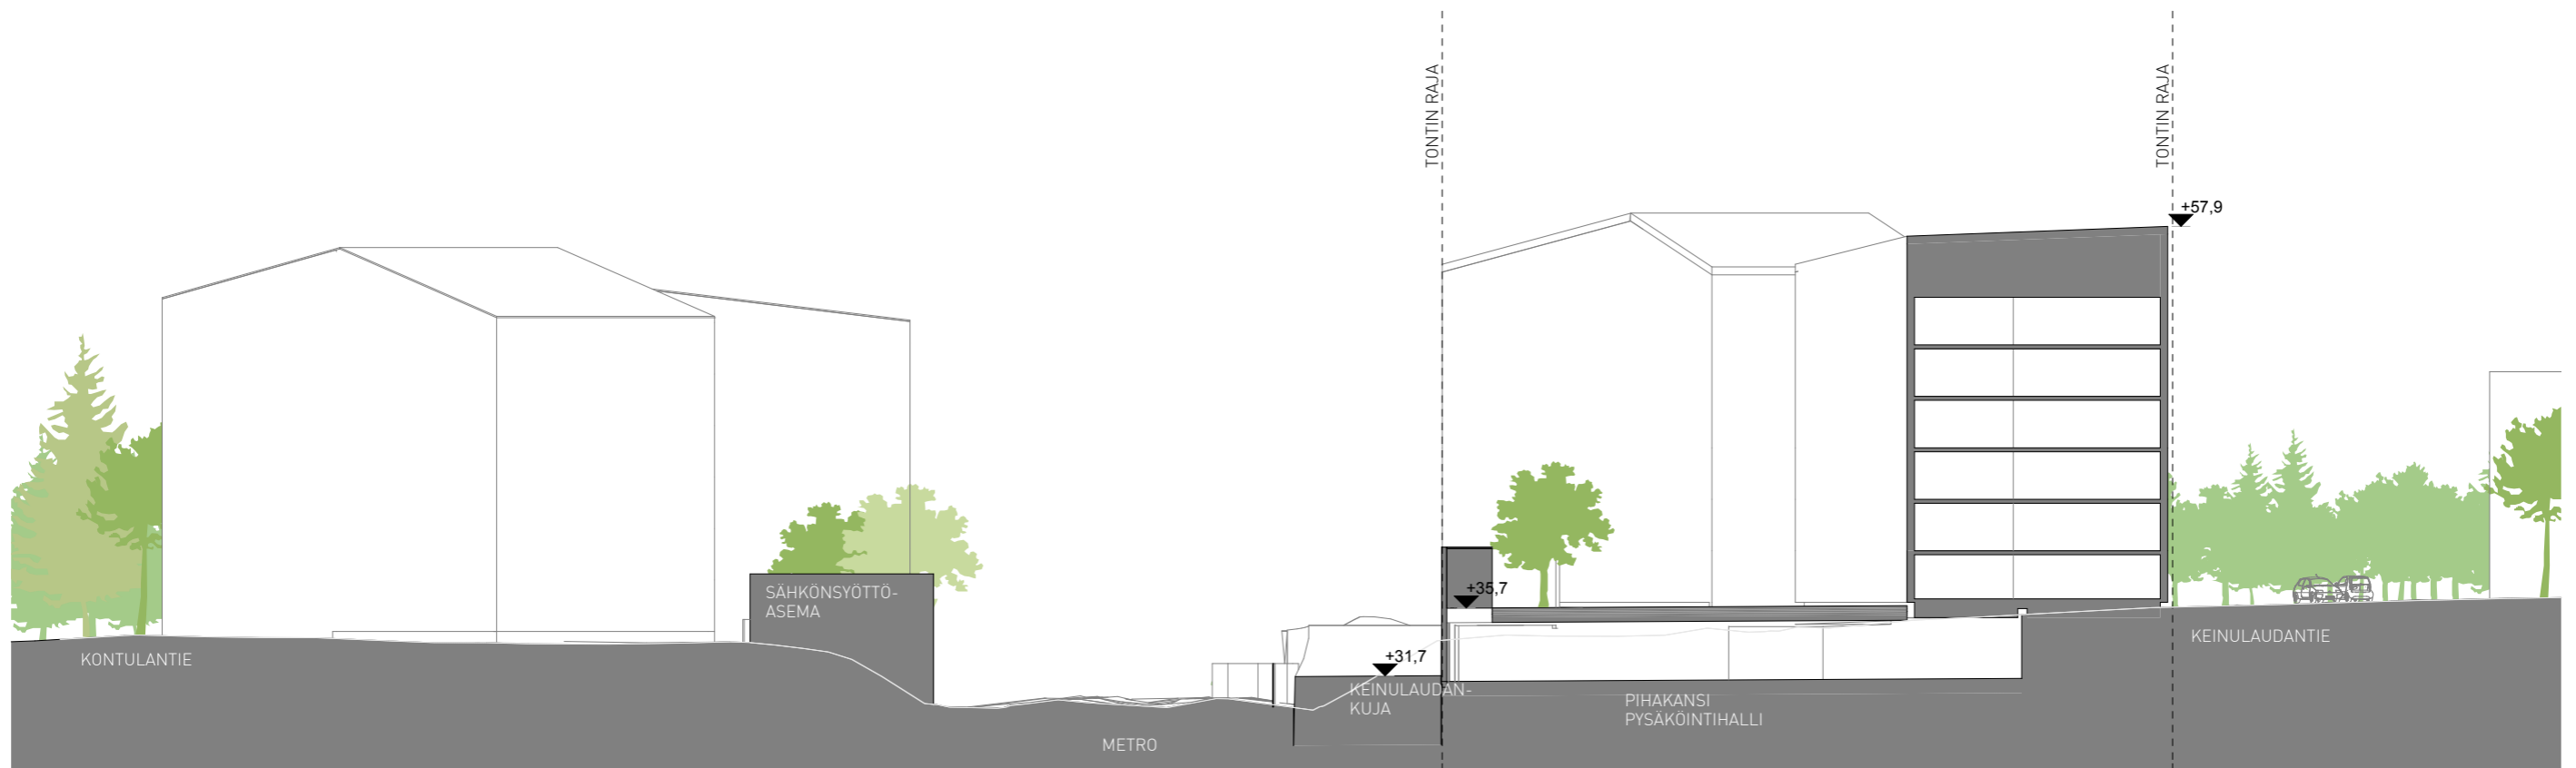 TONTIN RAJA
TONTIN RAJA
+57,9
SÄHKÖNSYÖTTÖ-
ASEMA
+35,7
KONTULANTIE
+31,7
KEINULAUDAN-
KUJA
PIHAKANSI
PYSÄKÖINTIHALLI
KEINULAUDANTIE
METRO